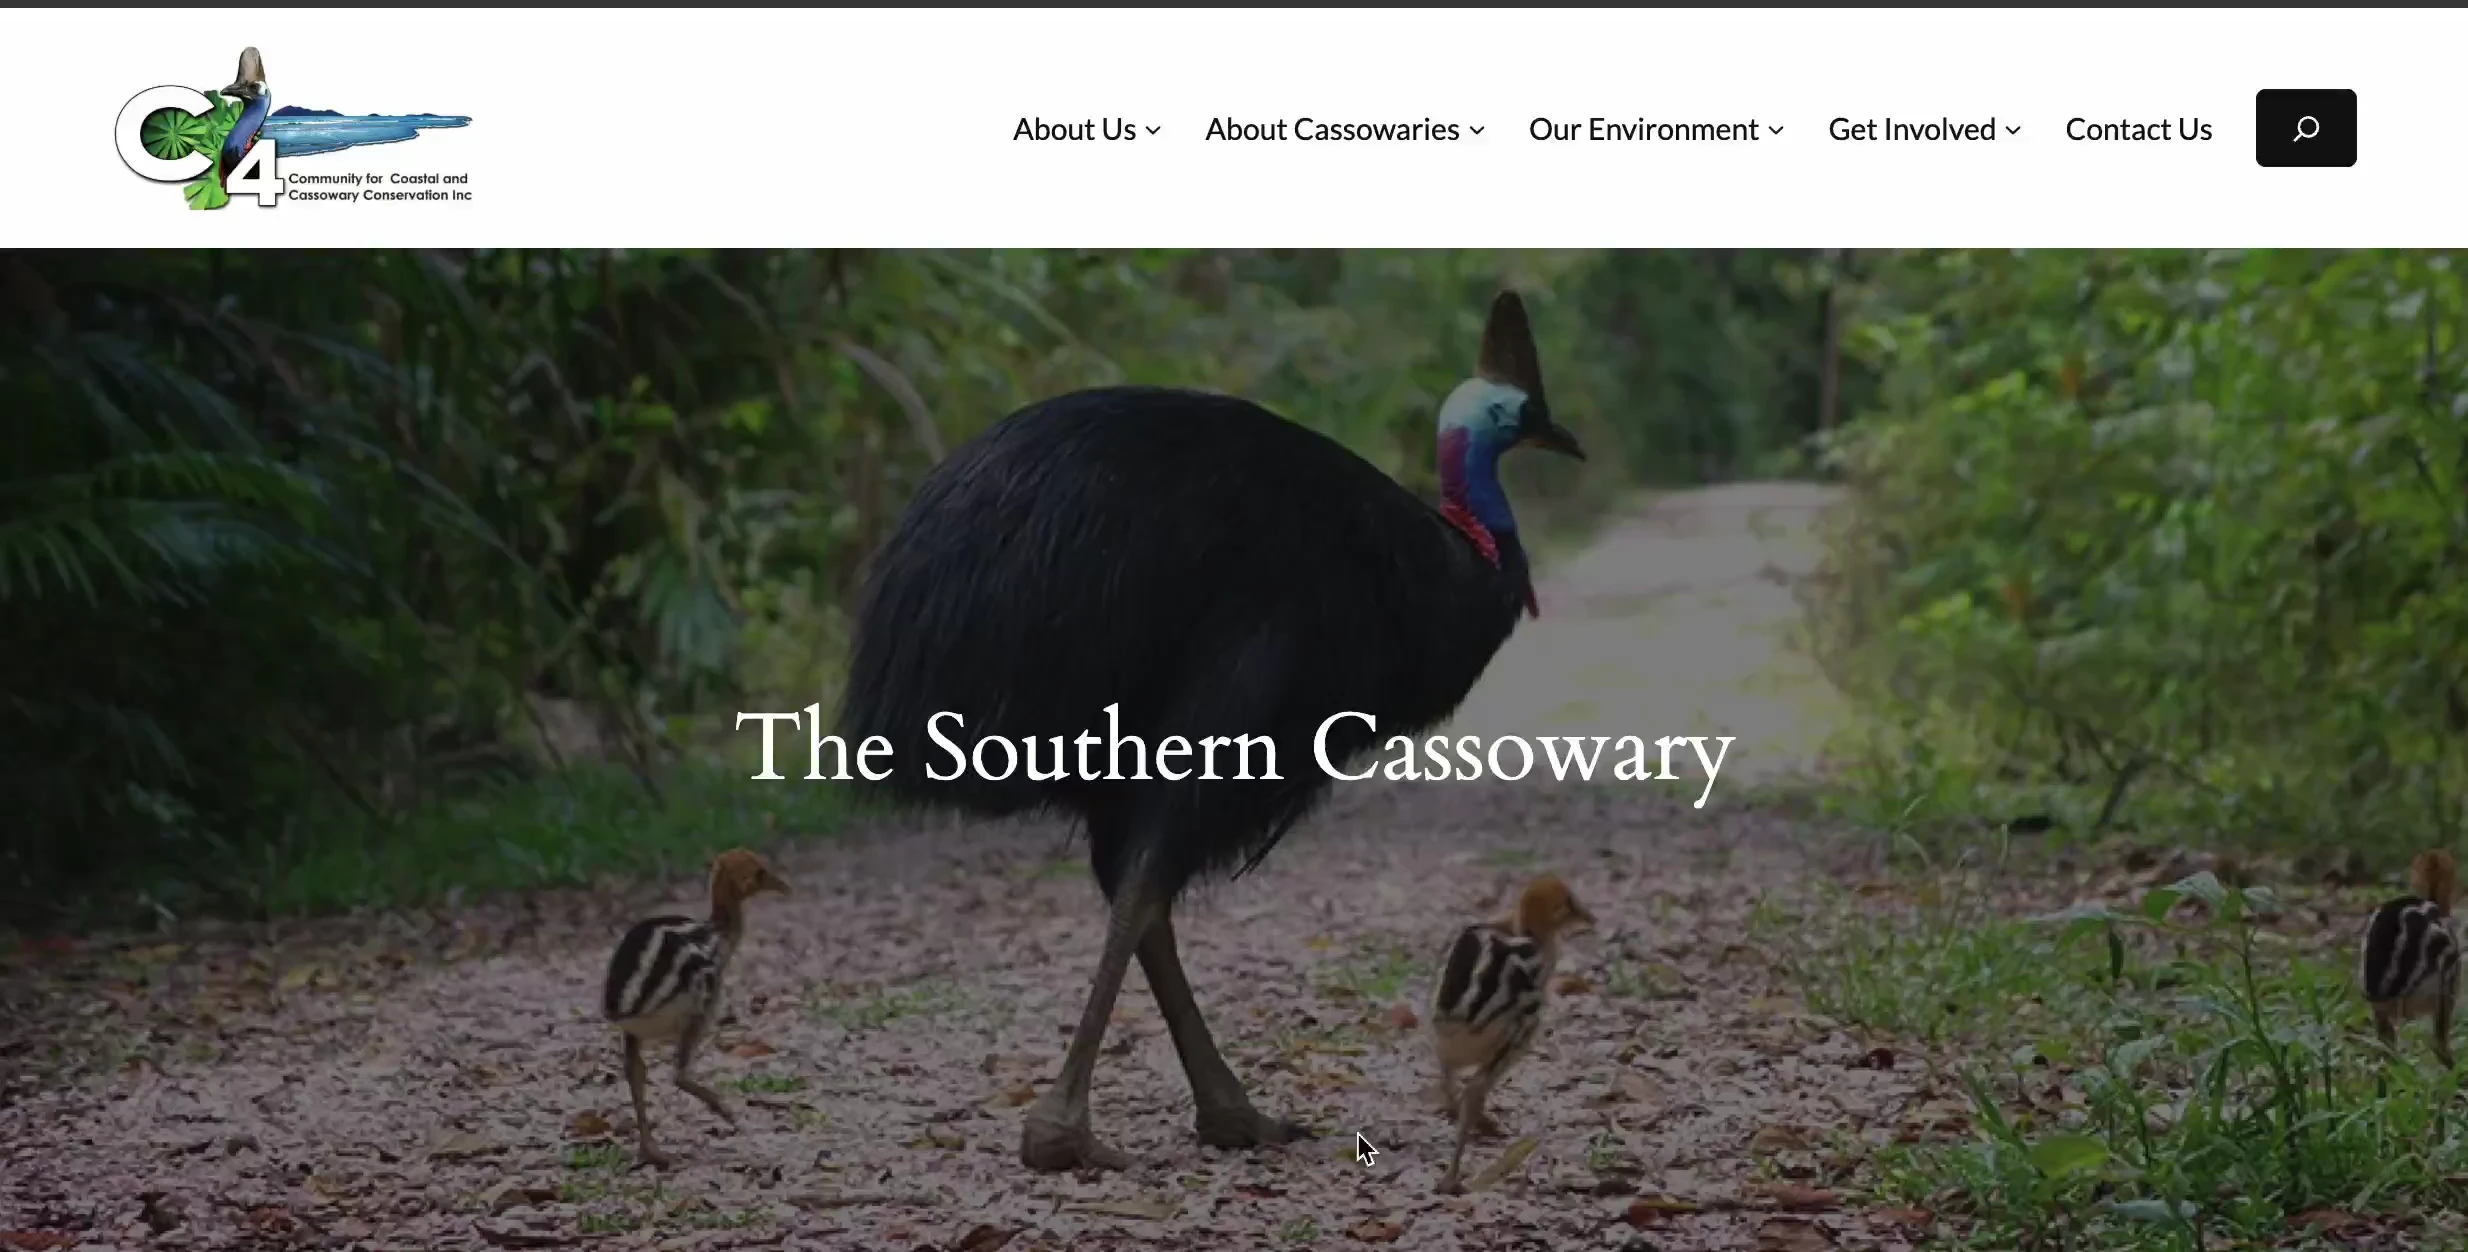 C4
Community for Coastal and
Cassowary Conservation Inc
About Us
About Cassowaries
Our Environment
Get Involved
Contact Us
The Southern Cassowary